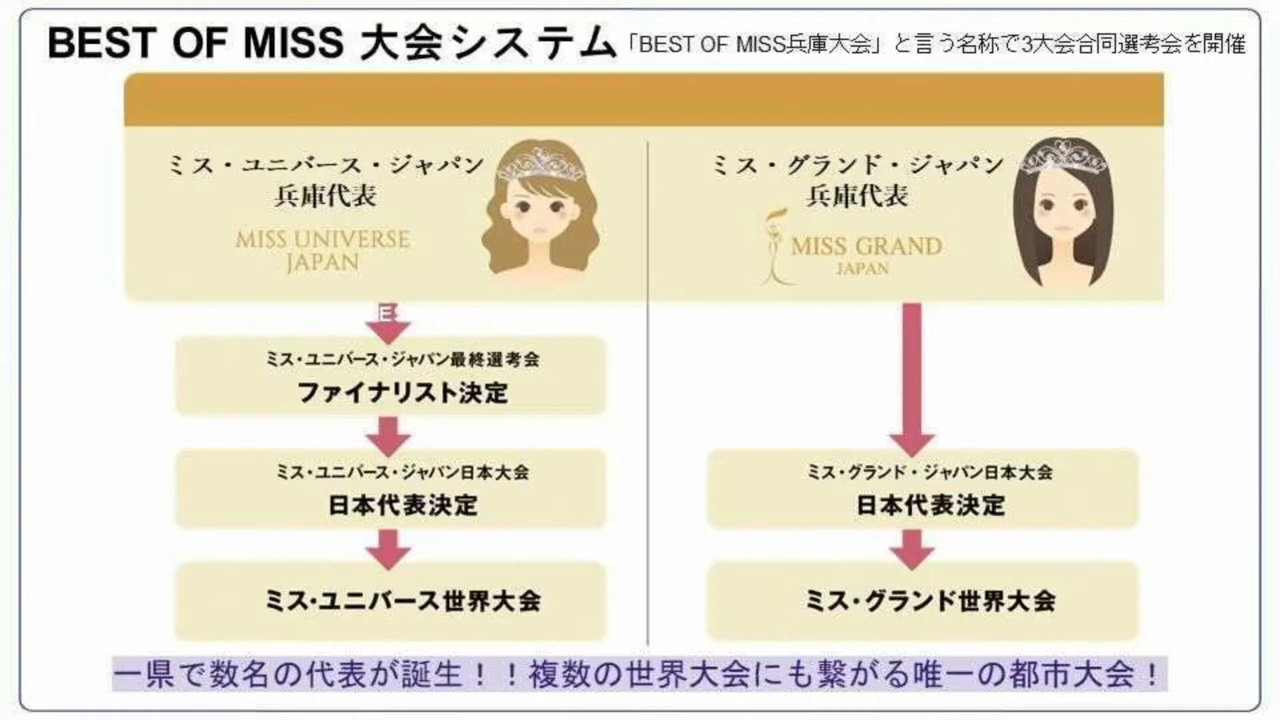 BEST OF MISS 大会システム 「BEST OF MISS兵庫大会」と言う名称で3大会合同選考会を開催
ミス・ユニバース・ジャパン
兵庫代表
MISS UNIVERSE
JAPAN
ミス・グランド・ジャパン
兵庫代表
MISS GRAND
JAPAN
ミス・ユニバース・ジャパン最終選考会
ファイナリスト決定
ミス・ユニバース・ジャパン日本大会
日本代表決定
ミス・ユニバース世界大会
ミス・グランド・ジャパン日本大会
日本代表決定
ミス・グランド世界大会
一県で数名の代表が誕生！！複数の世界大会にも繋がる唯一の都市大会！